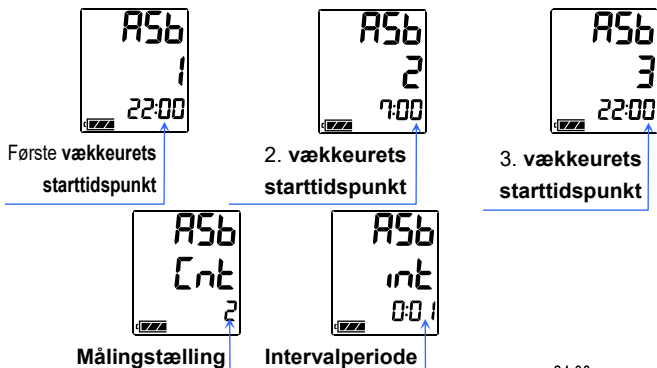 ASb
1
22:00
Første vækkeurets
starttidspunkt
ASb
2
7:00
2. vækkeurets
starttidspunkt
ASb
3
22:00
3. vækkeurets
starttidspunkt
ASb
Cnt
2
Målingstælling
ASb
int
0:01
Intervalperiode